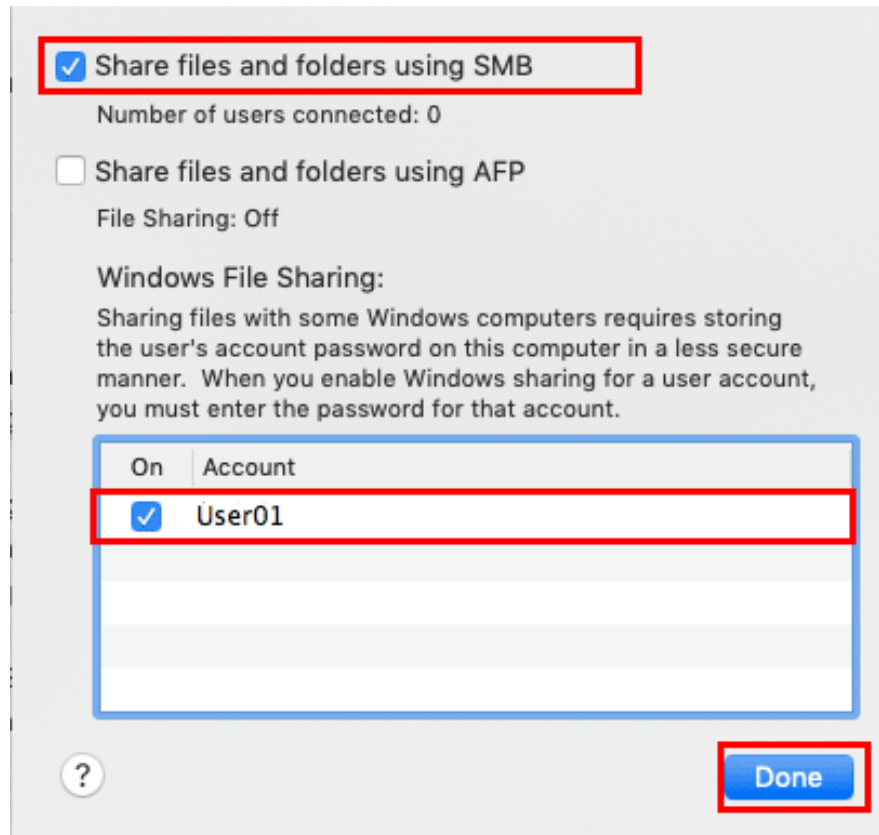 Share files and folders using SMB
Number of users connected: 0
Share files and folders using AFP
File Sharing: Off
Windows File Sharing:
Sharing files with some Windows computers requires storing
the user's account password on this computer in a less secure
manner. When you enable Windows sharing for a user account,
you must enter the password for that account.
On Account
User01
? Done